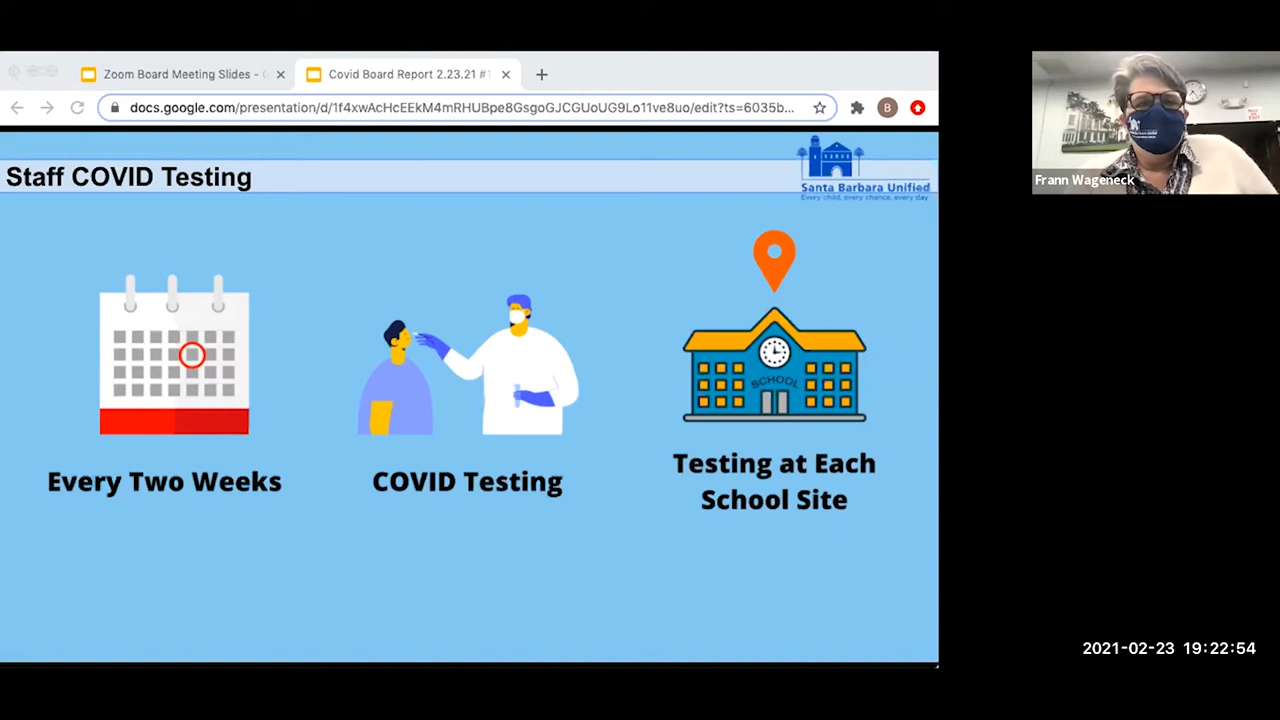 Zoom Board Meeting Slides -
Covid Board Report 2.23.21 #1
docs.google.com/presentation/d/1f4xwAcHcEEkM4mRHUBpe8GsgoGJCGUoUG9Lo11ve8uo/edit?ts=6035b...
B
Staff COVID Testing
Santa Barbara Unified
Every child, every chance, every day
SCHOOL
Every Two Weeks
COVID Testing
Testing at Each
School Site
Frann Wageneck
2021-02-23 19:22:54